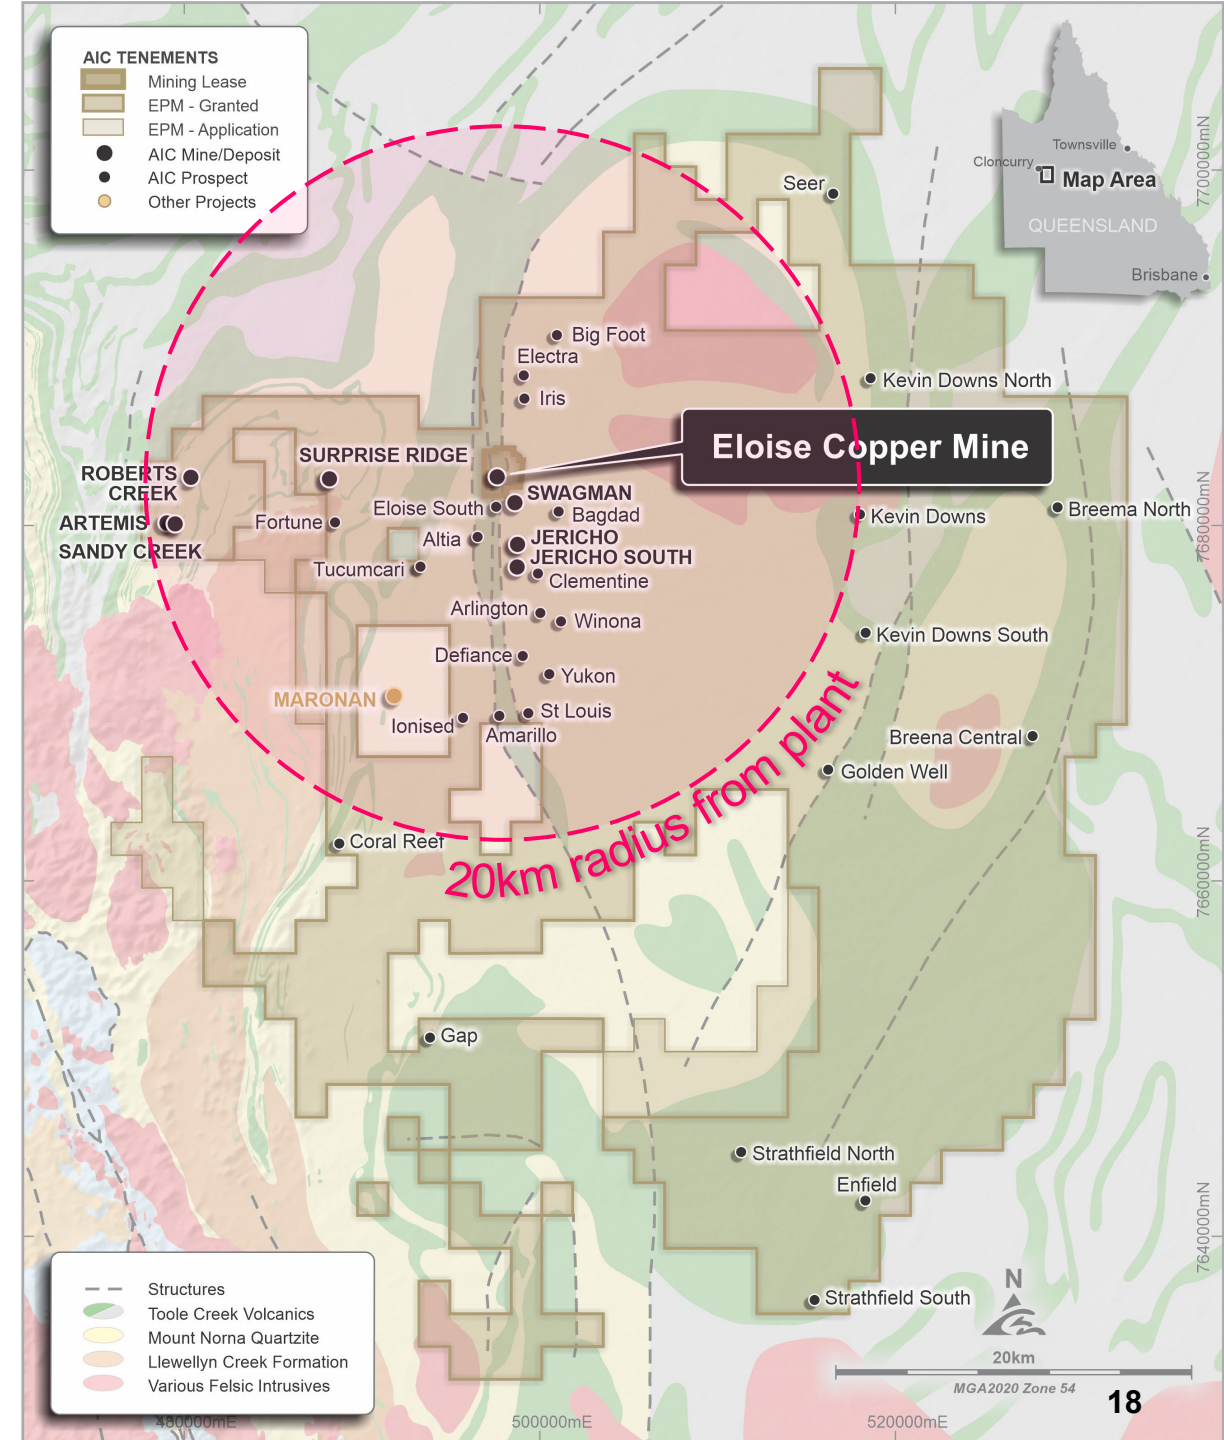 AIC TENEMENTS
Mining Lease
EPM - Granted
EPM - Application
AIC Mine/Deposit
AIC Prospect
Other Projects
Townsville
Cloncurry
Map Area
QUEENSLAND
Brisbane
7700000mN
Seer
Big Foot
Electra
Iris
Kevin Downs North
Eloise Copper Mine
SURPRISE RIDGE
ROBERTS
CREEK
SWAGMAN
Eloise South
Bagdad
Kevin Downs
Breema North
ARTEMIS
Fortune
Altia
JERICHO
SANDY CREEK
JERICHO SOUTH
Tucumcari
Clementine
7680000mN
Arlington
Winona
Kevin Downs South
Defiance
Yukon
MARONAN
Ionised
St Louis
Amarillo
Breena Central
Golden Well
20km radius from plant
Coral Reef
7660000mN
Gap
Strathfield North
Enfield
7640000mN
Strathfield South
Structures
Toole Creek Volcanics
Mount Norna Quartzite
Llewellyn Creek Formation
Various Felsic Intrusives
N
20km
MGA2020 Zone 54
18
480000mE
500000mE
520000mE